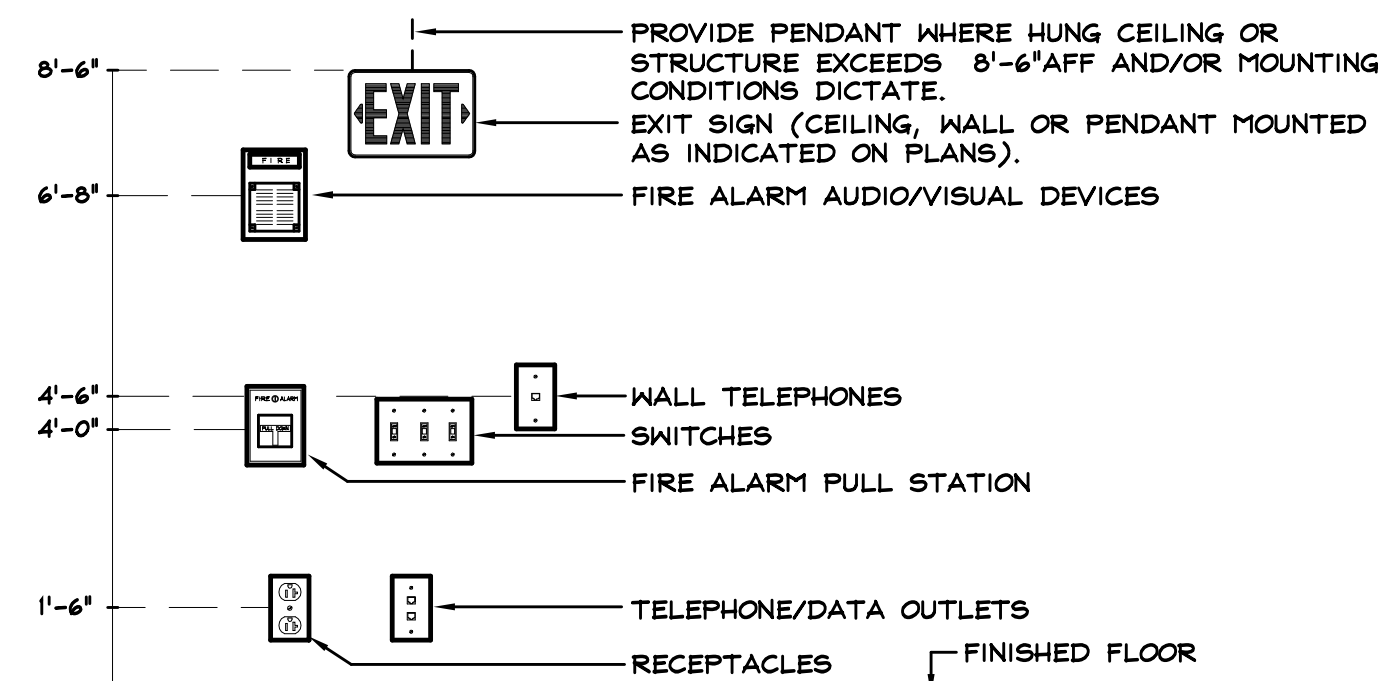 PROVIDE PENDANT WHERE HUNG CEILING OR
8'-6"
STRUCTURE EXCEEDS 8'-6"AFF AND/OR MOUNTING
CONDITIONS DICTATE.
EXIT
EXIT SIGN (CEILING, WALL OR PENDANT MOUNTED
AS INDICATED ON PLANS).
FIRE
6'-8"
FIRE ALARM AUDIO/VISUAL DEVICES
4'-6"
FIRE ALARM
WALL TELEPHONES
4'-0"
PULL DOWN
SWITCHES
FIRE ALARM PULL STATION
1'-6"
TELEPHONE/DATA OUTLETS
FINISHED FLOOR
RECEPTACLES